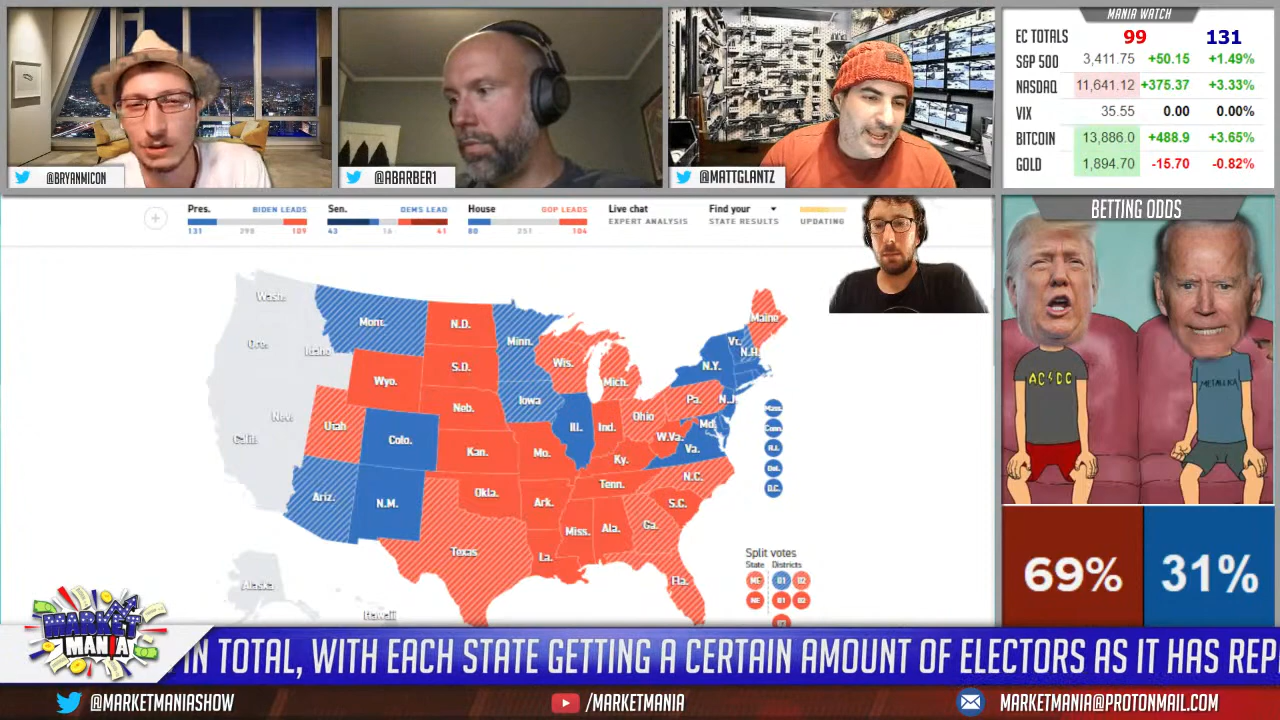 @BRYANMICON
@ABARBER1
@MATTGLANTZ
MANIA WATCH
EC TOTALS 99 131
S&P 500 3,411.75 +50.15 +1.49%
NASDAQ 11,641.12 +375.37 +3.33%
VIX 35.55 0.00 0.00%
BITCOIN 13,886.0 +488.9 +3.65%
GOLD 1,894.70 -15.70 -0.82%
Pres. BIDEN LEADS
131 298 109
Sen. DEMS LEAD
43 16 41
House GOP LEADS
80 251 104
Live chat
EXPERT ANALYSIS
Find your
STATE RESULTS
UPDATING
BETTING ODDS
AC⚡DC
METALLICA
69% 31%
Wash.
Ore.
Idaho
Mont.
N.D.
Minn.
Wis.
Mich.
Maine
Vt.
N.H.
Wyo.
S.D.
Iowa
N.Y.
Nev.
Utah
Colo.
Neb.
Ill.
Ind.
Ohio
Pa.
N.J.
Calif.
Kan.
Mo.
Ky.
W.Va.
Va.
Md.
Mass.
Conn.
R.I.
Del.
D.C.
Ariz.
N.M.
Okla.
Ark.
Tenn.
N.C.
S.C.
Texas
La.
Miss.
Ala.
Ga.
Fla.
Alaska
Hawaii
Split votes
State Districts
ME 01 02
NE 01 02
03
MARKET
MANIA
IN TOTAL, WITH EACH STATE GETTING A CERTAIN AMOUNT OF ELECTORS AS IT HAS REP
@MARKETMANIASHOW
/MARKETMANIA
MARKETMANIA@PROTONMAIL.COM